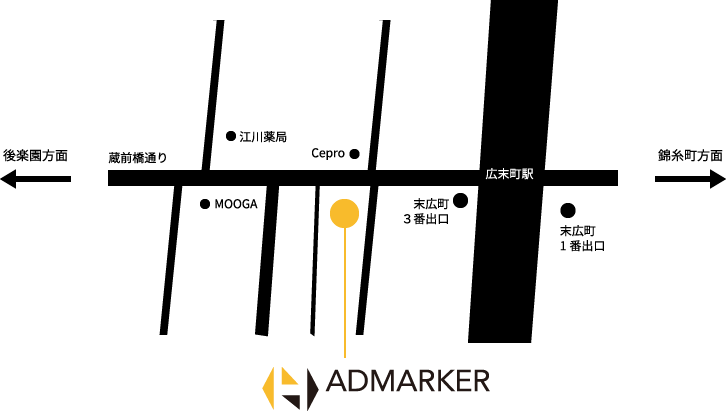 江川薬局
Cepro
後楽園方面
蔵前橋通り
錦糸町方面
広末町駅
MOOGA
末広町
３番出口
末広町
1 番出口
ADMARKER